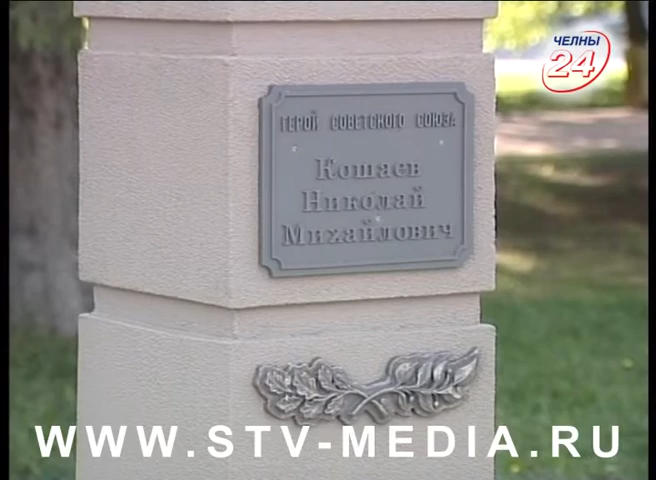 ЧЕЛНЫ
24
ГЕРОЙ СОВЕТСКОГО СОЮЗА
Кошаев
Николай
Михайлович
WWW.STV-MEDIA.RU